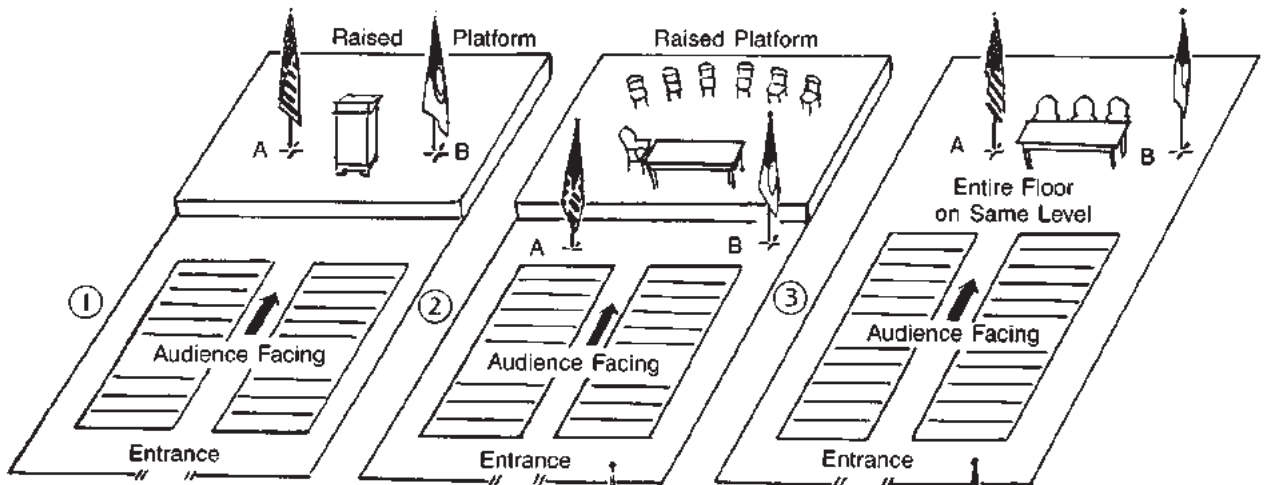 Raised Platform
A B
①
Audience Facing
Entrance
Raised Platform
A B
②
Audience Facing
Entrance
A B
Entire Floor
on Same Level
③
Audience Facing
Entrance